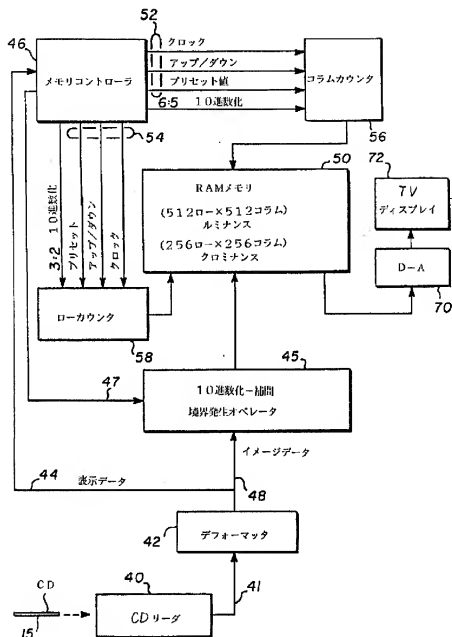 52
46
クロック
アップ/ダウン
メモリコントローラ
プリセット値
コラムカウンタ
6:5 10進数化
54
56
50
72
RAMメモリ
TV
ディスプレイ
(512ロー×512コラム)
ルミナンス
(256ロー×256コラム)
クロミナンス
3:2 10進数化
プリセット
アップ/ダウン
クロック
D-A
70
ローカウンタ
58
45
47
10進数化-補間
境界発生オペレータ
イメージデータ
44
表示データ
48
42
デフォーマッタ
40
41
CD
15
CDリーダ